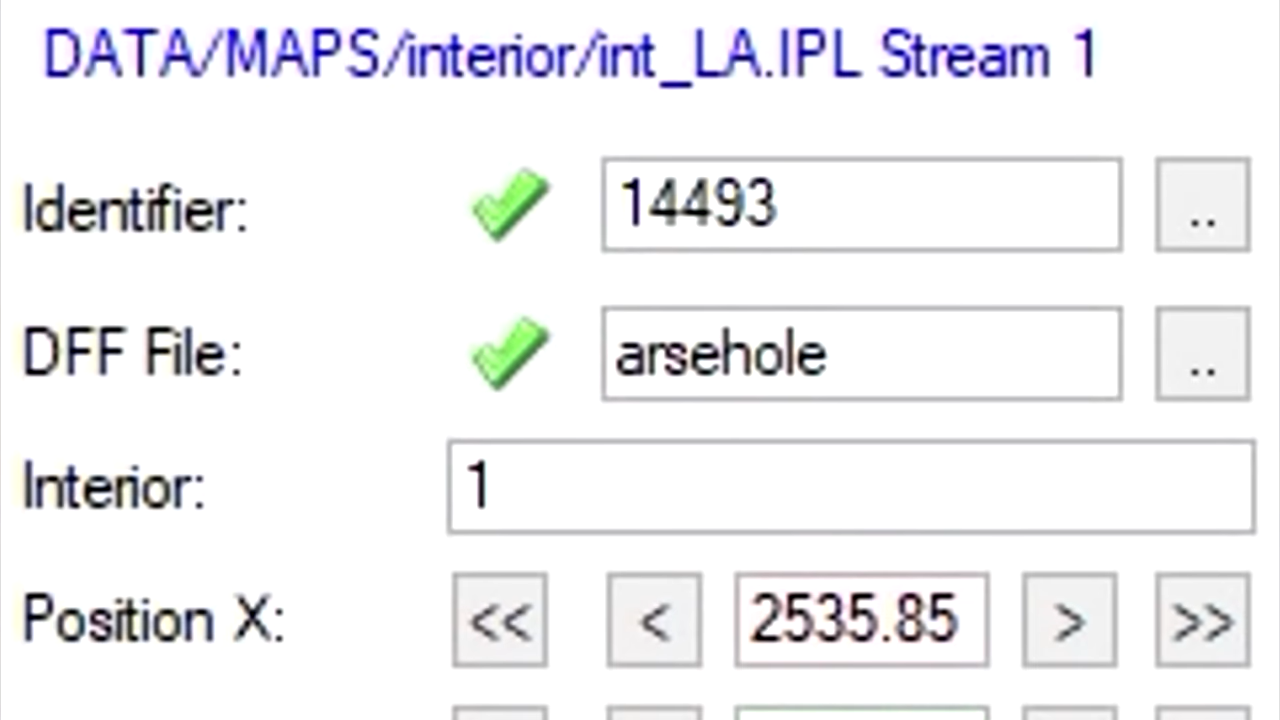 DATA/MAPS/interior/int_LA.IPL Stream 1
Identifier: 14493 ..
DFF File: arsehole ..
Interior: 1
Position X: << < 2535.85 > >>